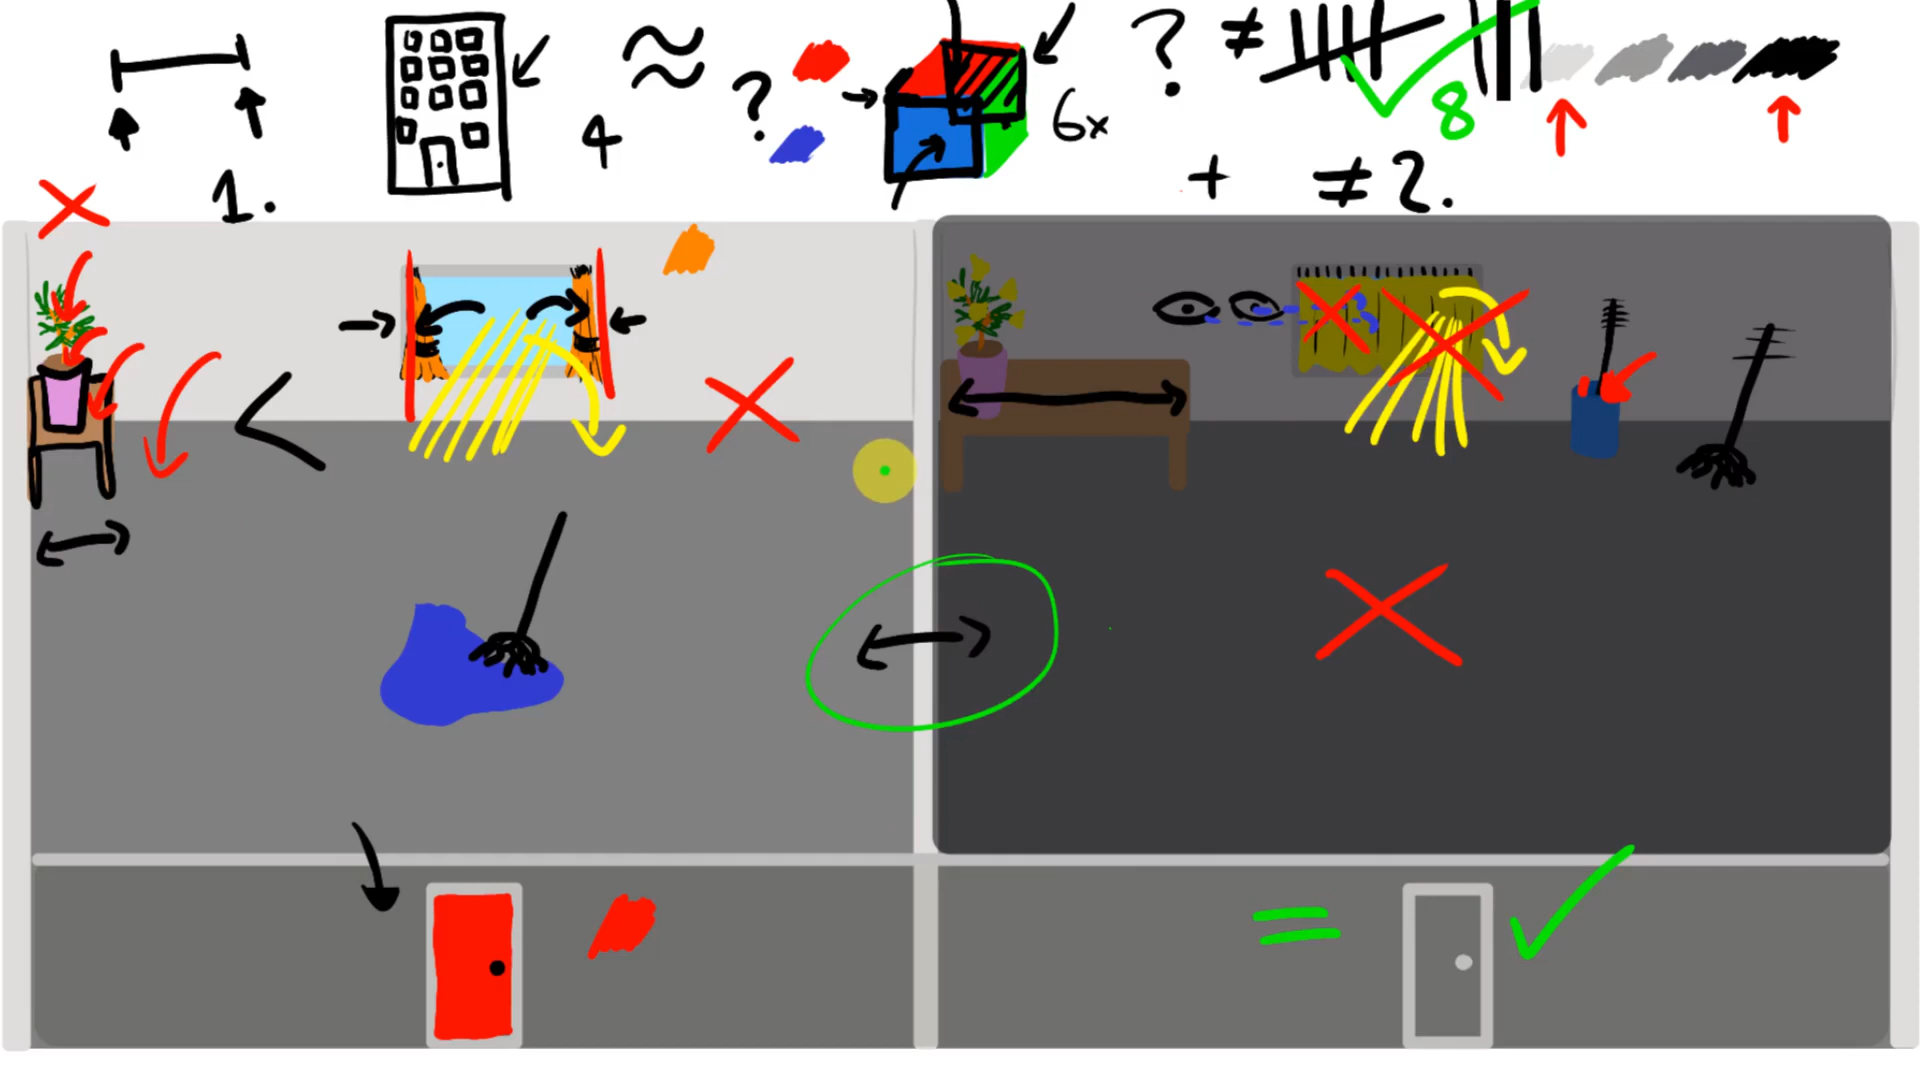 ? ≠ 8
4 ≈ ? 6x
1. + ≠ 2.
<
=